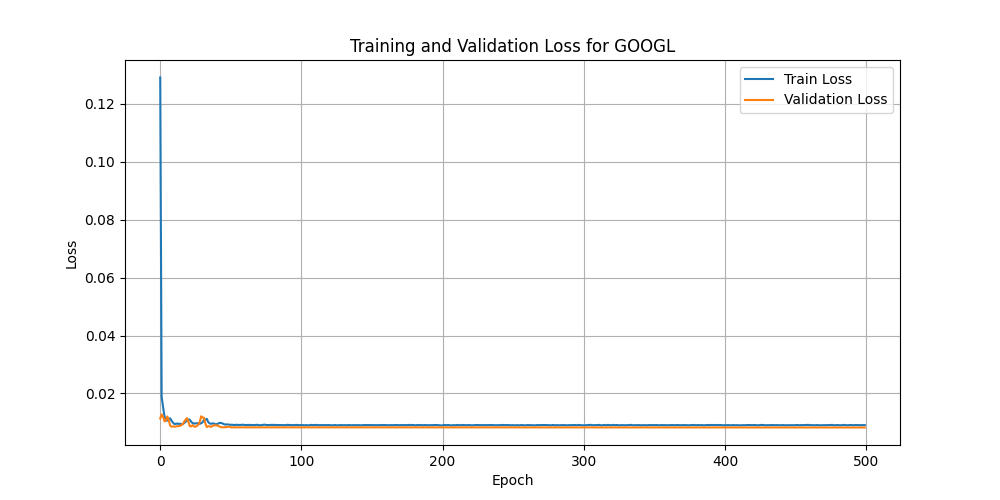 Training and Validation Loss for GOOGL
Train Loss
Validation Loss
0.12
0.10
0.08
0.06
0.04
0.02
Loss
0 100 200 300 400 500
Epoch